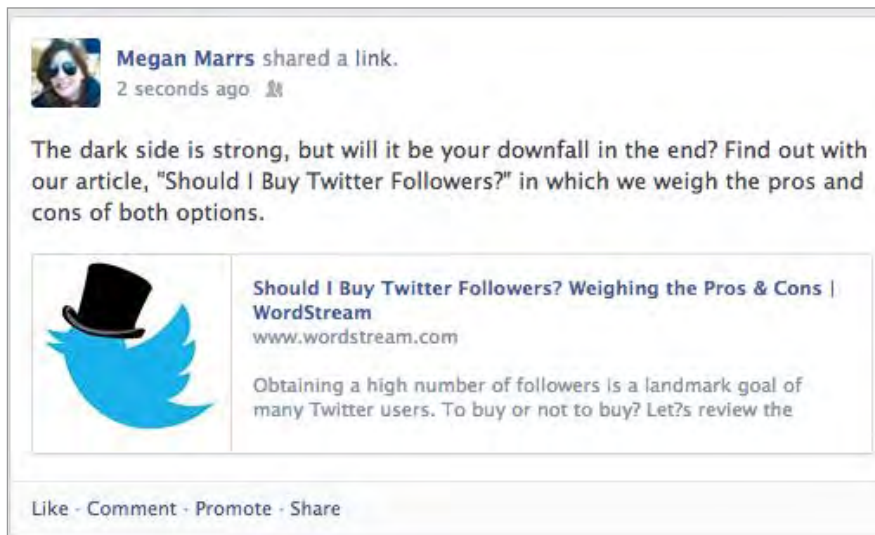 Megan Marrs shared a link.
2 seconds ago
The dark side is strong, but will it be your downfall in the end? Find out with
our article, "Should I Buy Twitter Followers?" in which we weigh the pros and
cons of both options.
Should I Buy Twitter Followers? Weighing the Pros & Cons |
WordStream
www.wordstream.com
Obtaining a high number of followers is a landmark goal of
many Twitter users. To buy or not to buy? Let?s review the
Like · Comment · Promote · Share